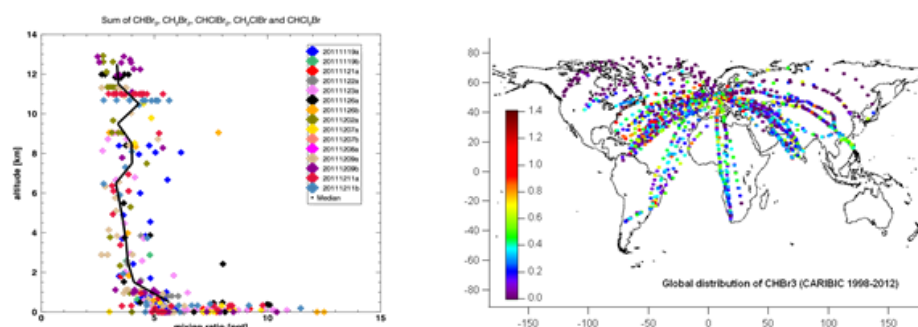 Sum of CHBr3, CH2Br2, CHClBr2, CH2ClBr and CHCl2Br
14
12
10
8
6
4
2
0
altitude [km]
0
5
10
15
20111119a
20111119b
20111121a
20111122a
20111123a
20111126a
20111126b
20111202a
20111207a
20111207b
20111208a
20111209a
20111209b
20111211a
20111211b
Median
80
60
40
20
0
-20
-40
-60
-80
1.4
1.2
1.0
0.8
0.6
0.4
0.2
0.0
Global distribution of CHBr3 (CARIBIC 1998-2012)
-150
-100
-50
0
50
100
150